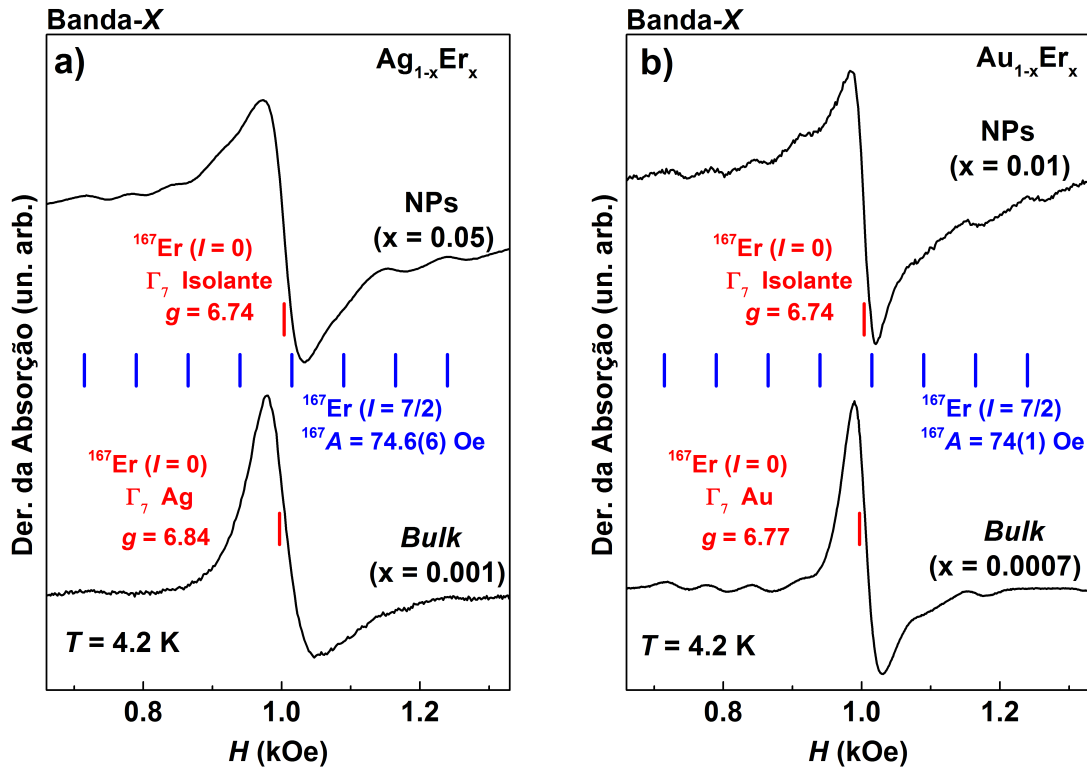 Banda-X
a)
Ag₁₋ₓErₓ
NPs
(x = 0.05)
¹⁶⁷Er (I = 0)
Γ₇ Isolante
g = 6.74
¹⁶⁷Er (I = 7/2)
¹⁶⁷A = 74.6(6) Oe
¹⁶⁷Er (I = 0)
Γ₇ Ag
g = 6.84
Bulk
(x = 0.001)
T = 4.2 K
0.8 1.0 1.2
H (kOe)
Der. da Absorção (un. arb.)
Banda-X
b)
Au₁₋ₓErₓ
NPs
(x = 0.01)
¹⁶⁷Er (I = 0)
Γ₇ Isolante
g = 6.74
¹⁶⁷Er (I = 7/2)
¹⁶⁷A = 74(1) Oe
¹⁶⁷Er (I = 0)
Γ₇ Au
g = 6.77
Bulk
(x = 0.0007)
T = 4.2 K
0.8 1.0 1.2
H (kOe)
Der. da Absorção (un. arb.)